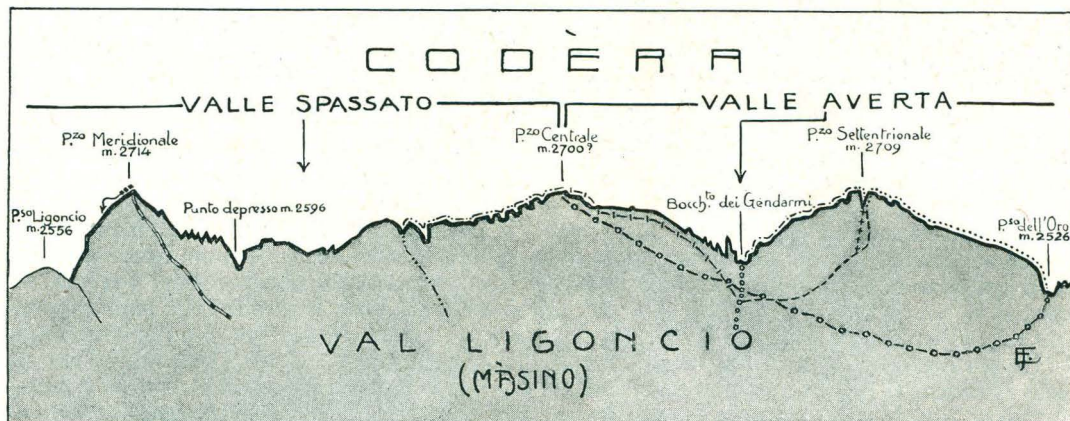 CODÈRA
VALLE SPASSATO
VALLE AVERTA
P.zo Meridionale
m. 2714
P.zo Centrale
m. 2700?
P.zo Settentrionale
m. 2709
P.so Ligoncio
m. 2556
Punto depresso m. 2596
Bocch.to dei Gendarmi
P.so dell'Oro
m. 2526
VAL LIGONCIO
(MÀSINO)